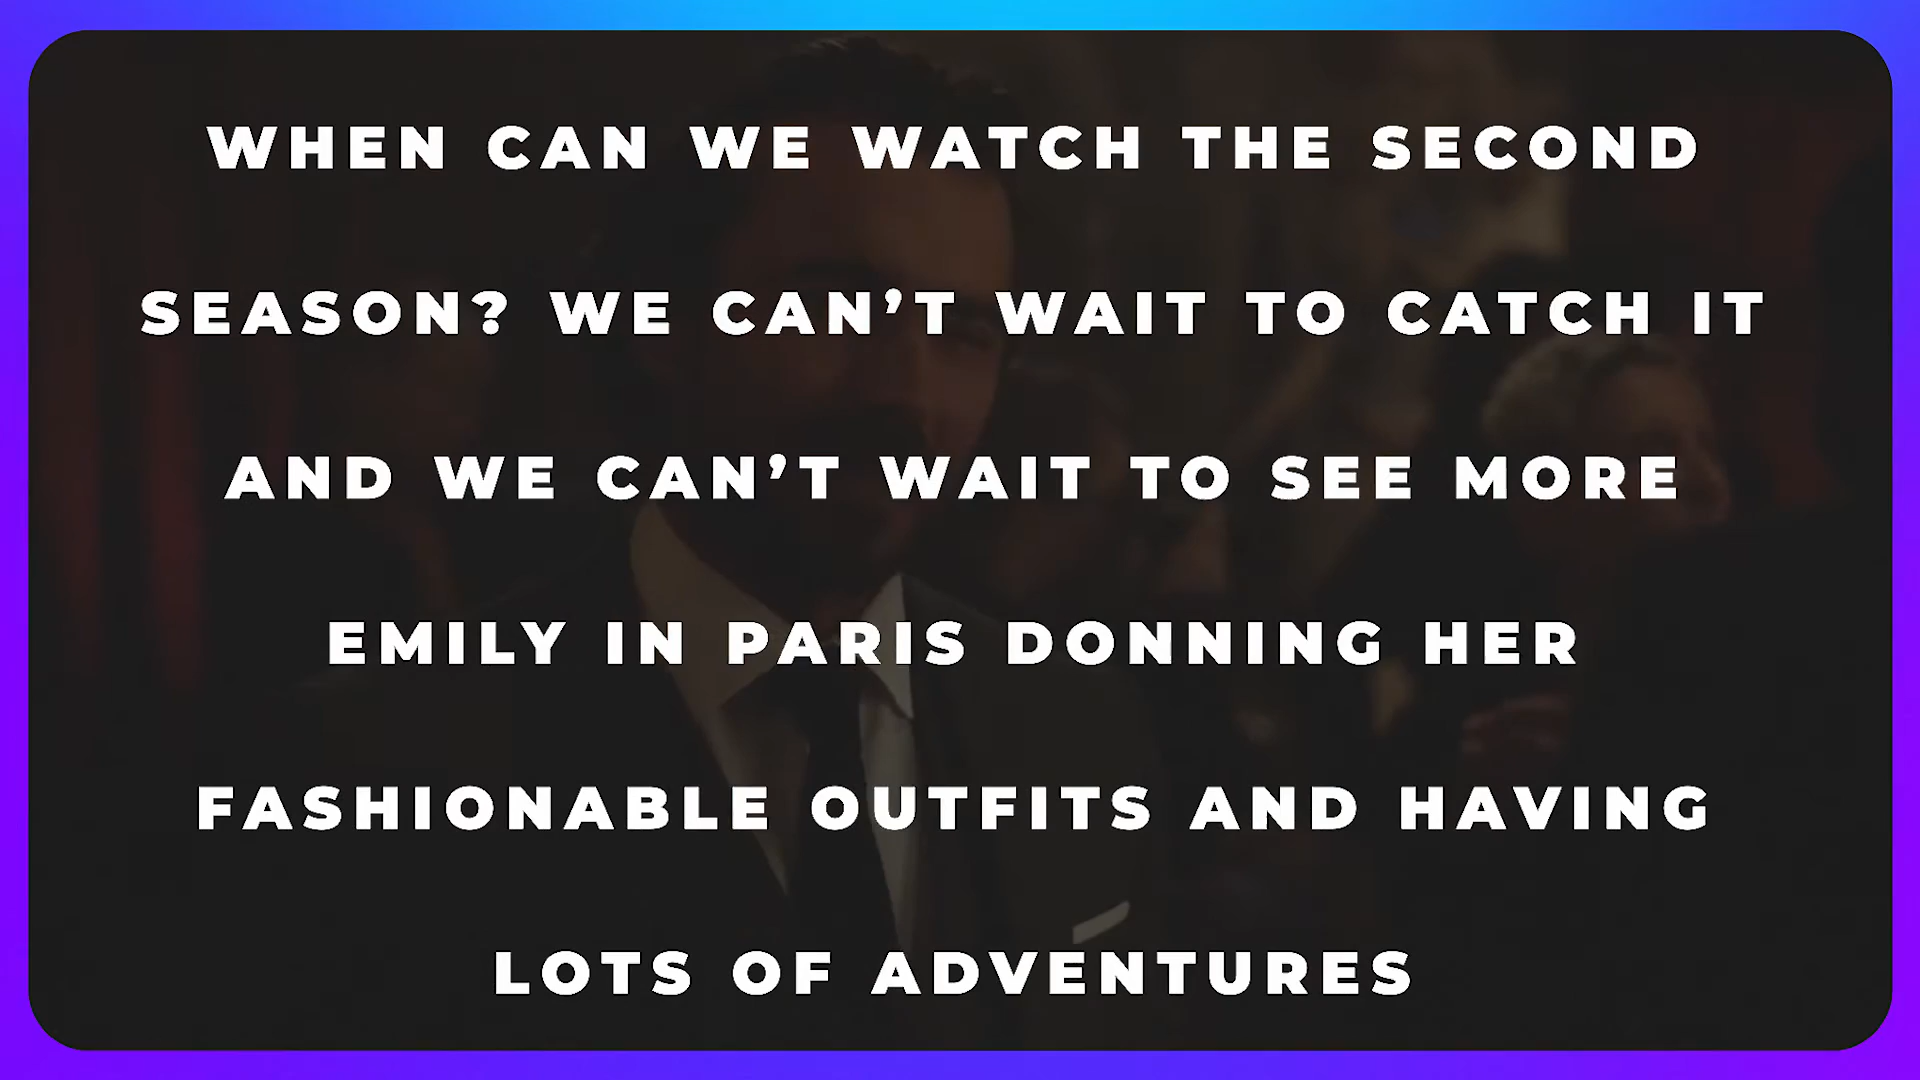 WHEN CAN WE WATCH THE SECOND
SEASON? WE CAN’T WAIT TO CATCH IT
AND WE CAN’T WAIT TO SEE MORE
EMILY IN PARIS DONNING HER
FASHIONABLE OUTFITS AND HAVING
LOTS OF ADVENTURES